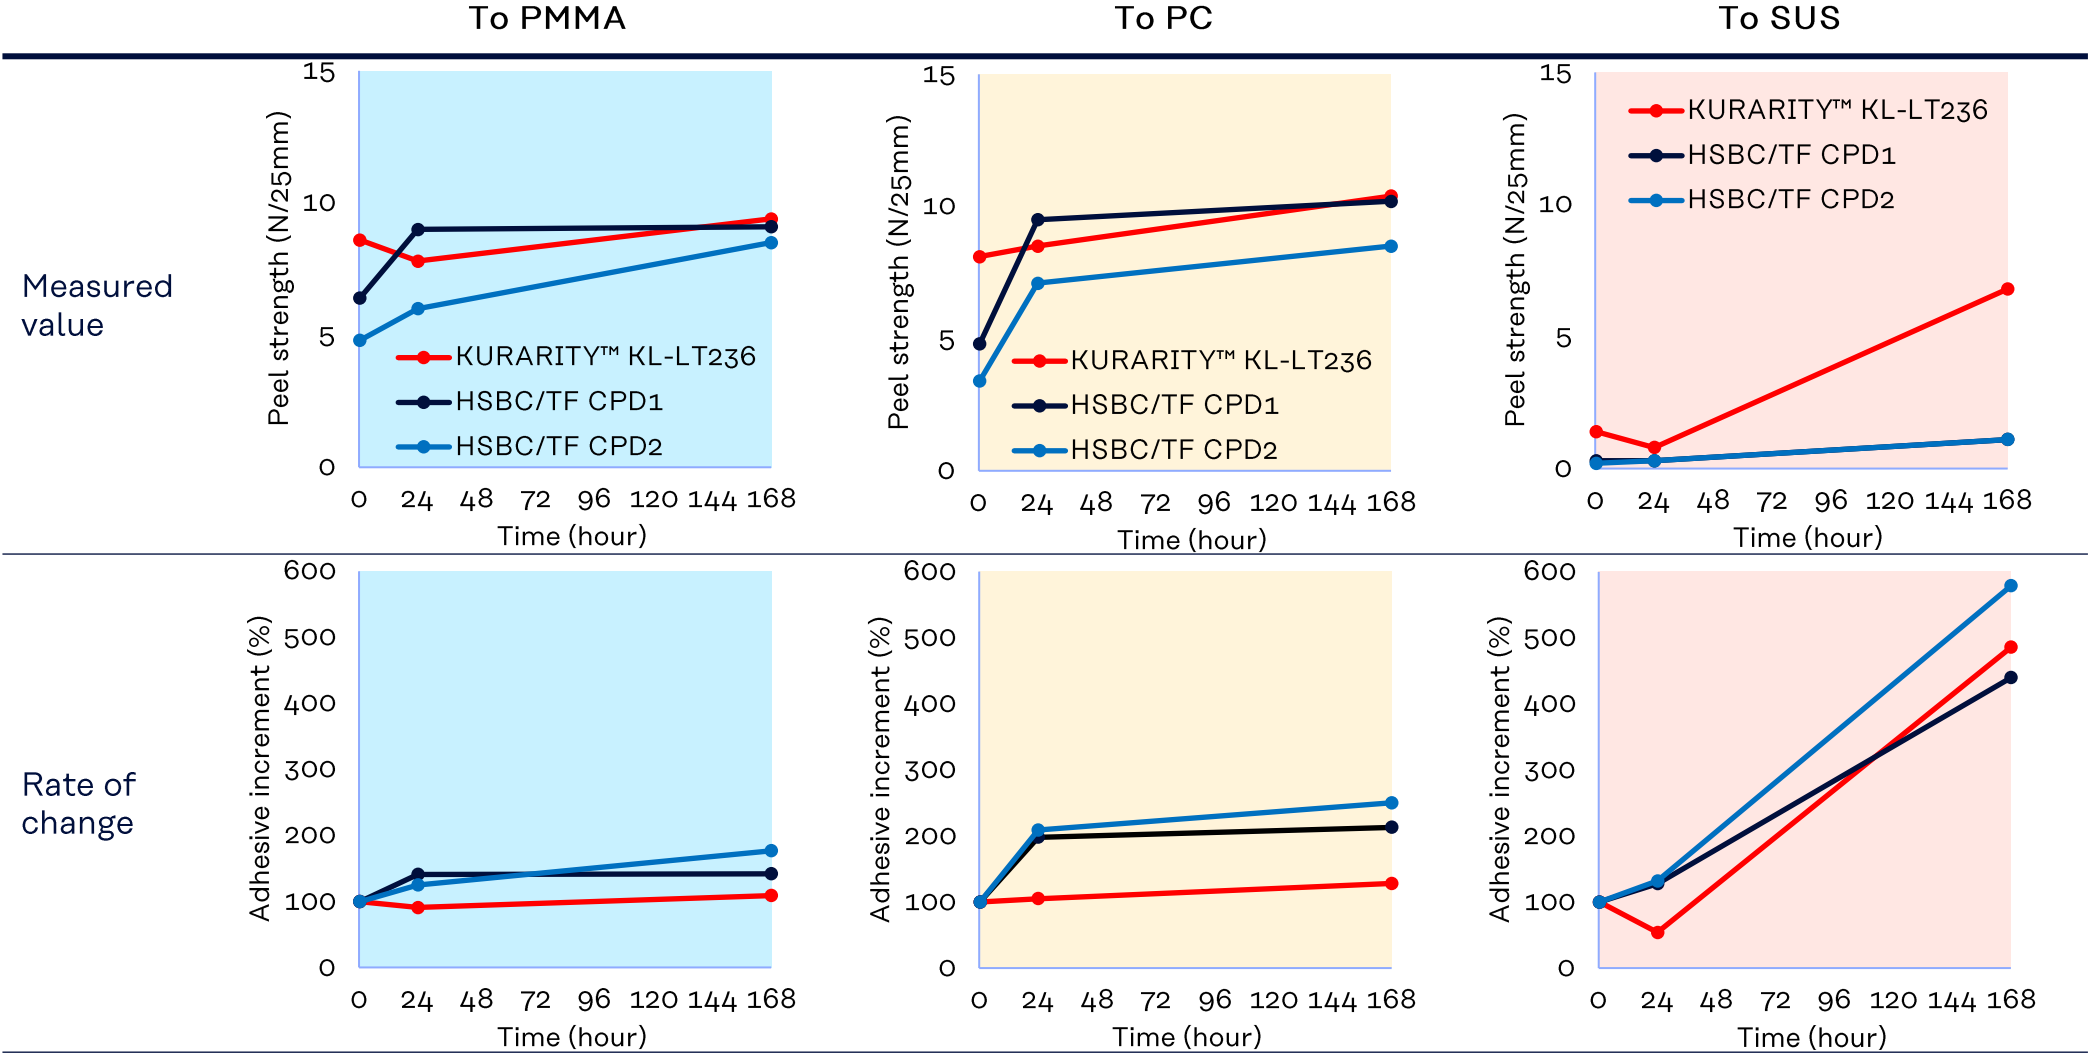 To PMMA To PC To SUS
Measured
value
Peel strength (N/25mm)
15
10
5
0
KURARITY™ KL-LT236
HSBC/TF CPD1
HSBC/TF CPD2
0 24 48 72 96 120 144 168
Time (hour)
Peel strength (N/25mm)
15
10
5
0
KURARITY™ KL-LT236
HSBC/TF CPD1
HSBC/TF CPD2
0 24 48 72 96 120 144 168
Time (hour)
Peel strength (N/25mm)
15
10
5
0
KURARITY™ KL-LT236
HSBC/TF CPD1
HSBC/TF CPD2
0 24 48 72 96 120 144 168
Time (hour)
Rate of
change
Adhesive increment (%)
600
500
400
300
200
100
0
0 24 48 72 96 120 144 168
Time (hour)
Adhesive increment (%)
600
500
400
300
200
100
0
0 24 48 72 96 120 144 168
Time (hour)
Adhesive increment (%)
600
500
400
300
200
100
0
0 24 48 72 96 120 144 168
Time (hour)